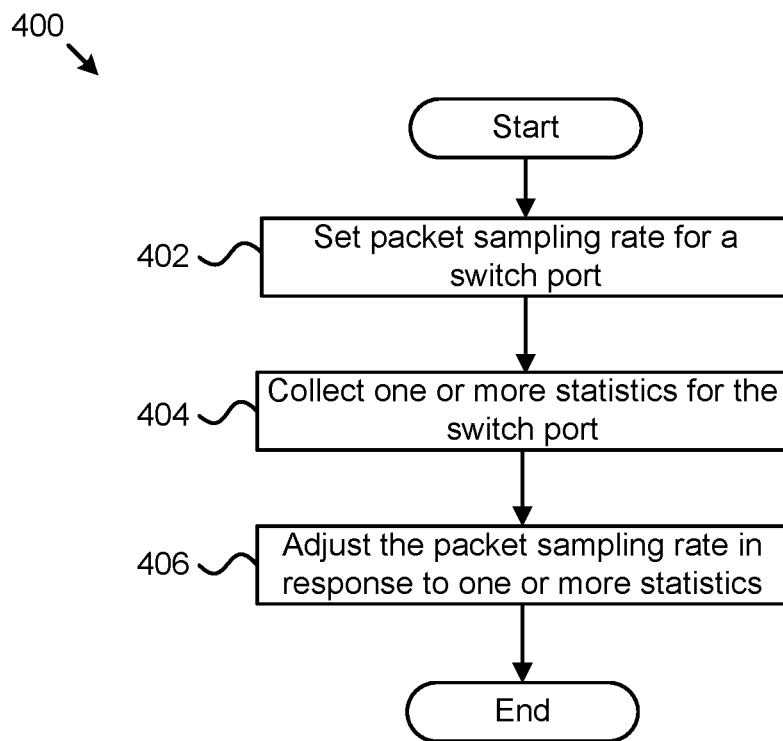 400
Start
402
Set packet sampling rate for a
switch port
404
Collect one or more statistics for the
switch port
406
Adjust the packet sampling rate in
response to one or more statistics
End